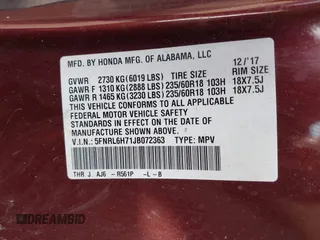 MFD. BY HONDA MFG. OF ALABAMA, LLC
12/'17
GVWR 2730 KG(6019 LBS) TIRE SIZE RIM SIZE
GAWR F 1310 KG(2888 LBS)235/60R18 103H 18X7.5J
GAWR R 1465 KG(3230 LBS)235/60R18 103H 18X7.5J
THIS VEHICLE CONFORMS TO ALL APPLICABLE
FEDERAL MOTOR VEHICLE SAFETY AND THEFT
PREVENTION STANDARDS IN EFFECT ON THE DATE OF
MANUFACTURE SHOWN ABOVE.
V.I.N.: 5FNRL6H71JB072363 TYPE: MPV
THR J AJ6 - R561P -L - B
DREAMBID